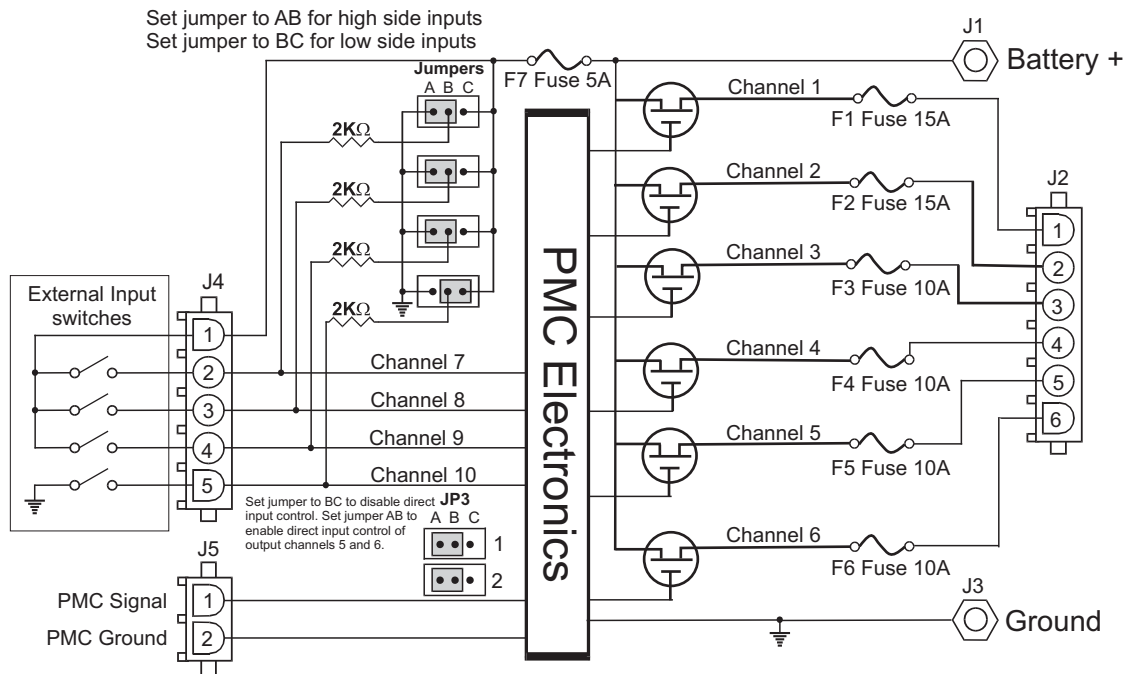 Set jumper to AB for high side inputs
Set jumper to BC for low side inputs
Jumpers
A B C
2KΩ
2KΩ
2KΩ
2KΩ
F7 Fuse 5A
J1
Battery +
Channel 1
F1 Fuse 15A
Channel 2
F2 Fuse 15A
Channel 3
F3 Fuse 10A
Channel 4
F4 Fuse 10A
Channel 5
F5 Fuse 10A
Channel 6
F6 Fuse 10A
J2
1
2
3
4
5
6
PMC Electronics
External Input
switches
J4
1
2
3
4
5
Channel 7
Channel 8
Channel 9
Channel 10
Set jumper to BC to disable direct
input control. Set jumper AB to
enable direct input control of
output channels 5 and 6.
JP3
A B C
1
2
J5
PMC Signal
1
PMC Ground
2
J3
Ground